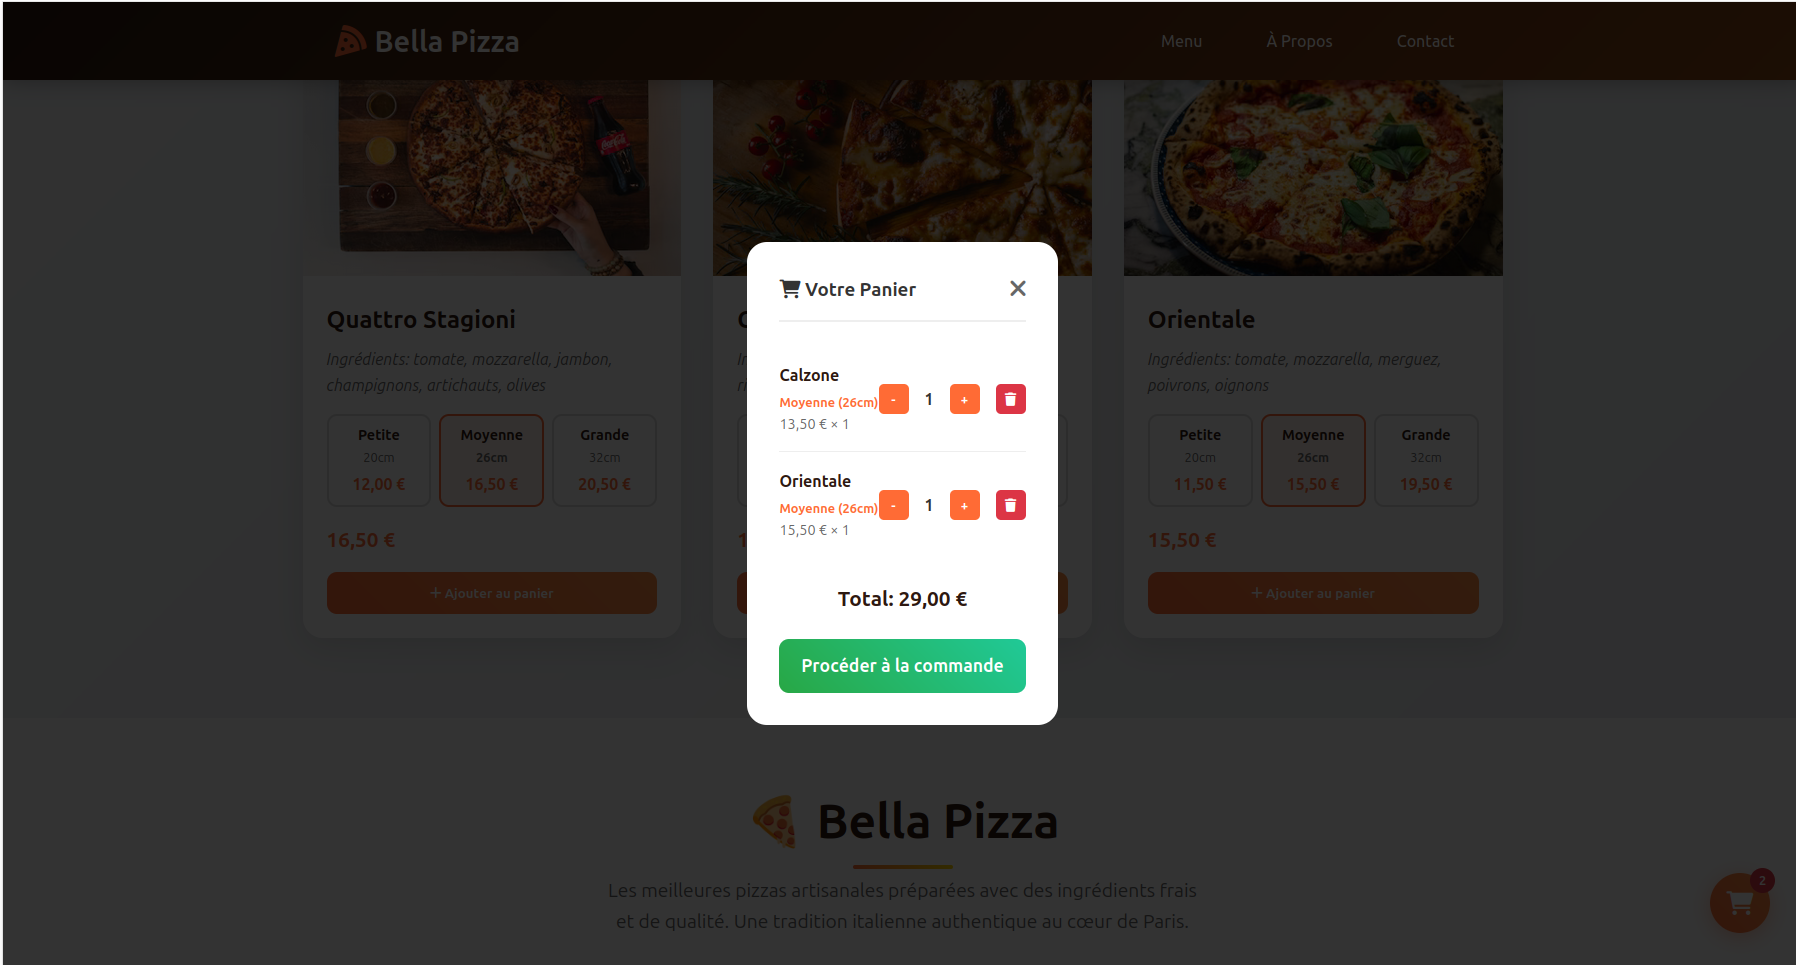 Bella Pizza
Menu
À Propos
Contact
Coca-Cola
Quattro Stagioni
Ingrédients: tomate, mozzarella, jambon,
champignons, artichauts, olives
Petite
20cm
12,00 €
Moyenne
26cm
16,50 €
Grande
32cm
20,50 €
16,50 €
+ Ajouter au panier
Votre Panier
Calzone
Moyenne (26cm)
13,50 € × 1
-
1
+
Orientale
Moyenne (26cm)
15,50 € × 1
-
1
+
Total: 29,00 €
Procéder à la commande
Orientale
Ingrédients: tomate, mozzarella, merguez,
poivrons, oignons
Petite
20cm
11,50 €
Moyenne
26cm
15,50 €
Grande
32cm
19,50 €
15,50 €
+ Ajouter au panier
Bella Pizza
Les meilleures pizzas artisanales préparées avec des ingrédients frais
et de qualité. Une tradition italienne authentique au cœur de Paris.
2